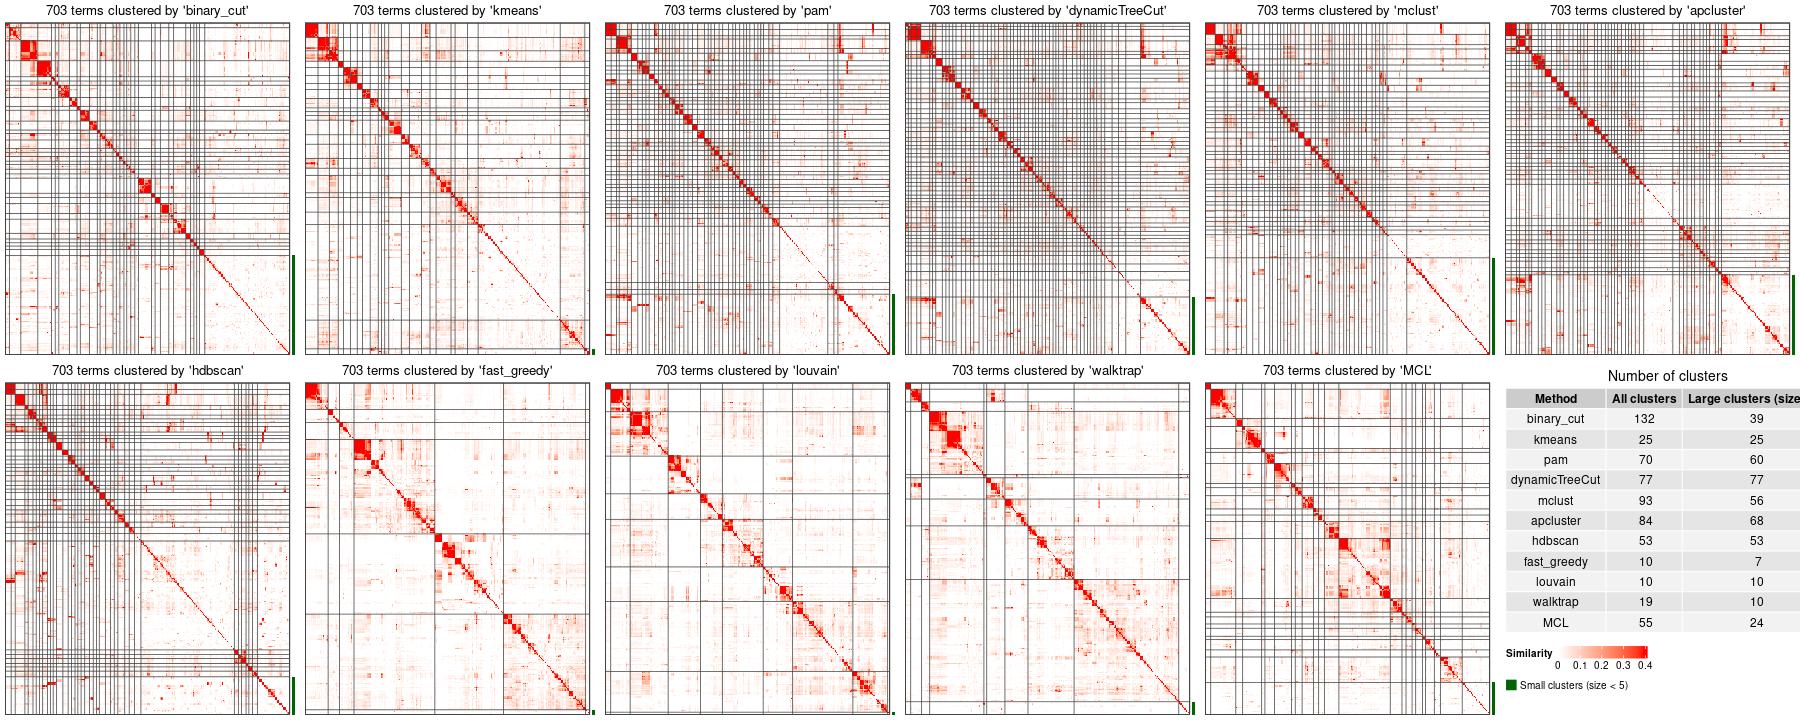 703 terms clustered by 'binary_cut'
703 terms clustered by 'kmeans'
703 terms clustered by 'pam'
703 terms clustered by 'dynamicTreeCut'
703 terms clustered by 'mclust'
703 terms clustered by 'apcluster'
703 terms clustered by 'hdbscan'
703 terms clustered by 'fast_greedy'
703 terms clustered by 'louvain'
703 terms clustered by 'walktrap'
703 terms clustered by 'MCL'
Number of clusters
Method All clusters Large clusters (size
binary_cut 132 39
kmeans 25 25
pam 70 60
dynamicTreeCut 77 77
mclust 93 56
apcluster 84 68
hdbscan 53 53
fast_greedy 10 7
louvain 10 10
walktrap 19 10
MCL 55 24
Similarity
0 0.1 0.2 0.3 0.4
Small clusters (size < 5)